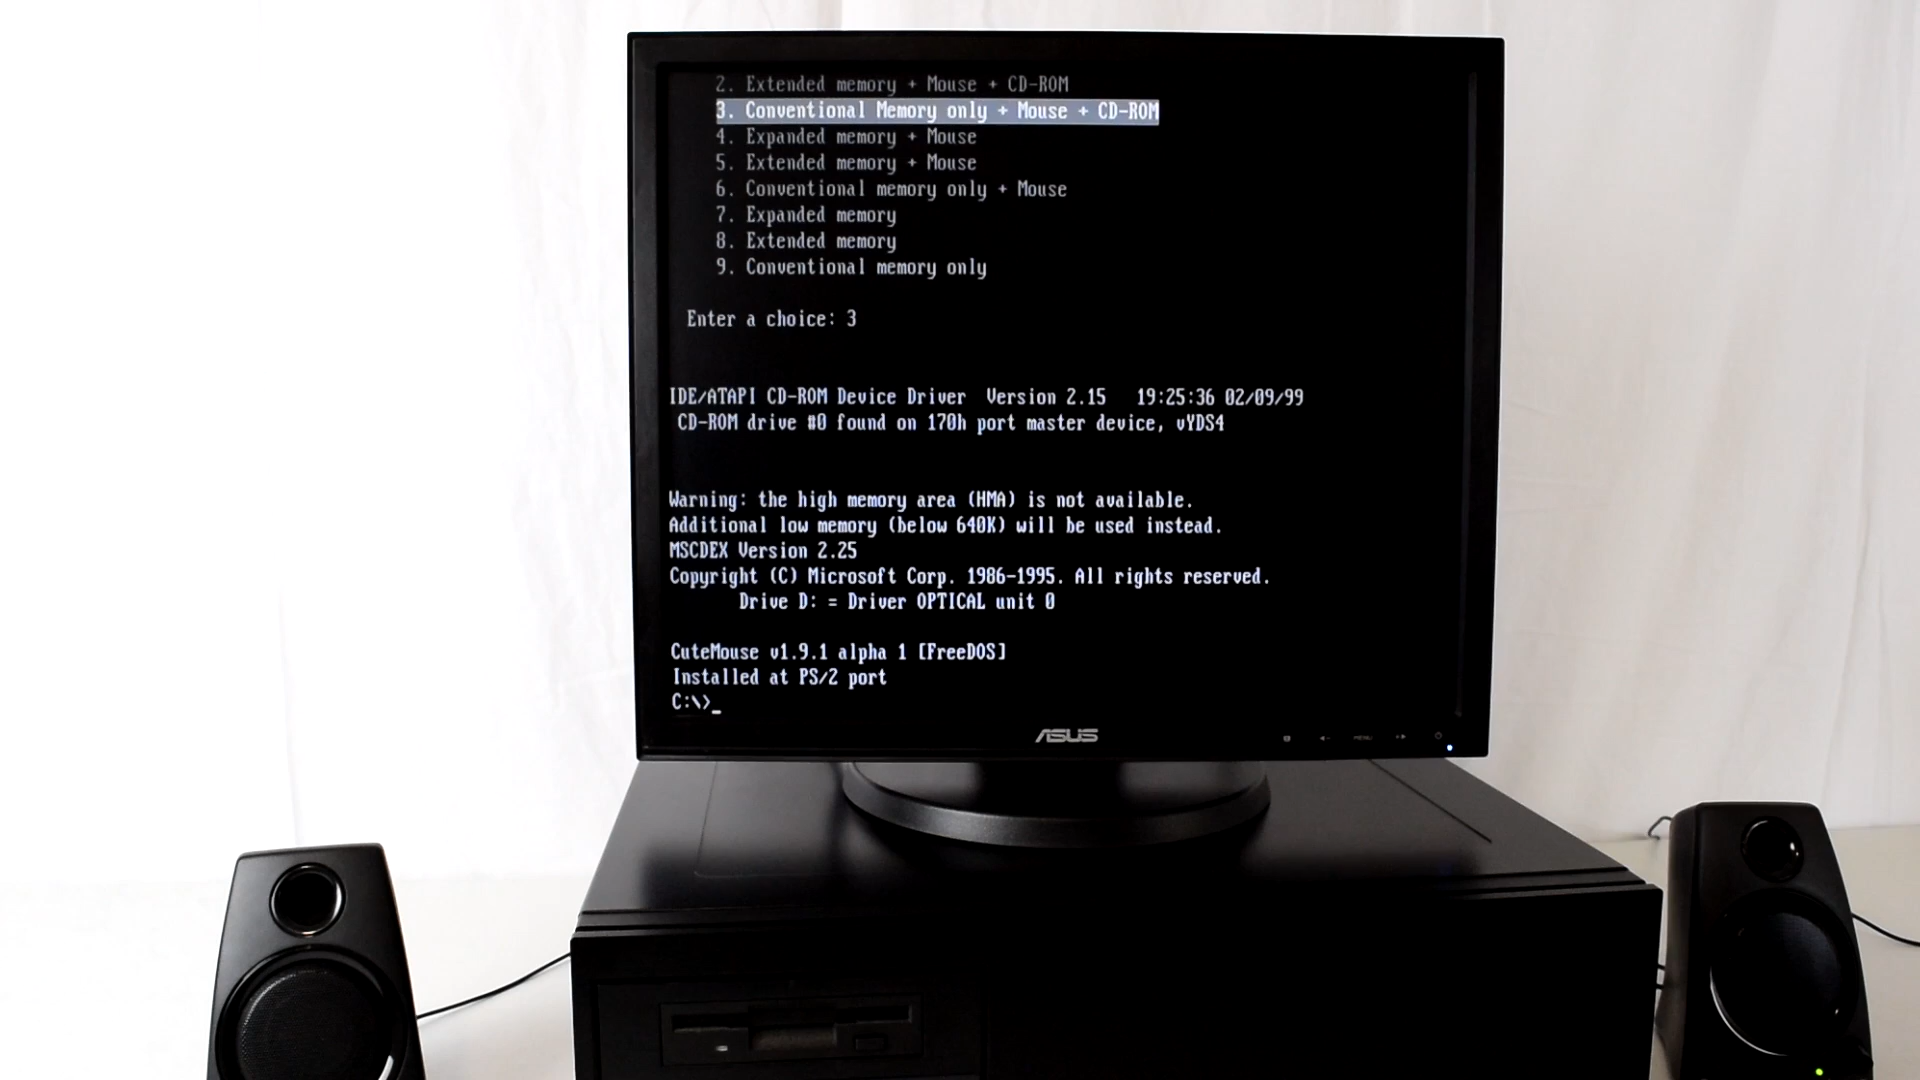 2. Extended memory + Mouse + CD-ROM
3. Conventional Memory only + Mouse + CD-ROM
4. Expanded memory + Mouse
5. Extended memory + Mouse
6. Conventional memory only + Mouse
7. Expanded memory
8. Extended memory
9. Conventional memory only
Enter a choice: 3
IDE/ATAPI CD-ROM Device Driver Version 2.15 19:25:36 02/09/99
CD-ROM drive #0 found on 170h port master device, vYDS4
Warning: the high memory area (HMA) is not available.
Additional low memory (below 640K) will be used instead.
MSCDEX Version 2.25
Copyright (C) Microsoft Corp. 1986-1995. All rights reserved.
Drive D: = Driver OPTICAL unit 0
CuteMouse v1.9.1 alpha 1 [FreeDOS]
Installed at PS/2 port
C:\>_
ASUS
MENU